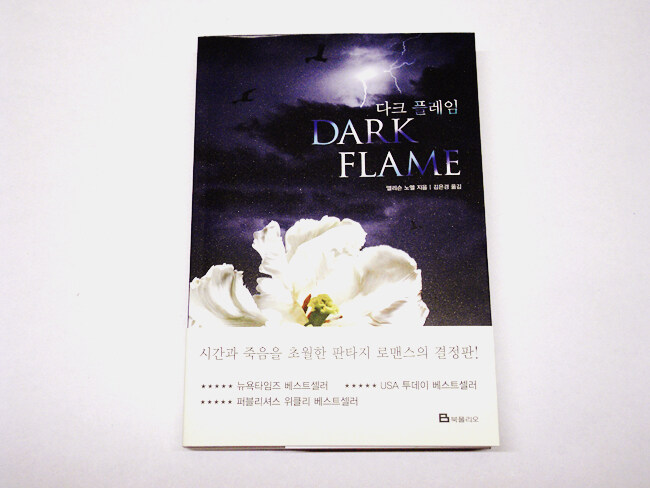 다크 플레임
DARK
FLAME
앨리슨 노엘 지음 | 김은경 옮김
시간과 죽음을 초월한 판타지 로맨스의 결정판!
★★★★★ 뉴욕타임즈 베스트셀러 ★★★★★ USA 투데이 베스트셀러
★★★★★ 퍼블리셔스 위클리 베스트셀러
B 북폴리오